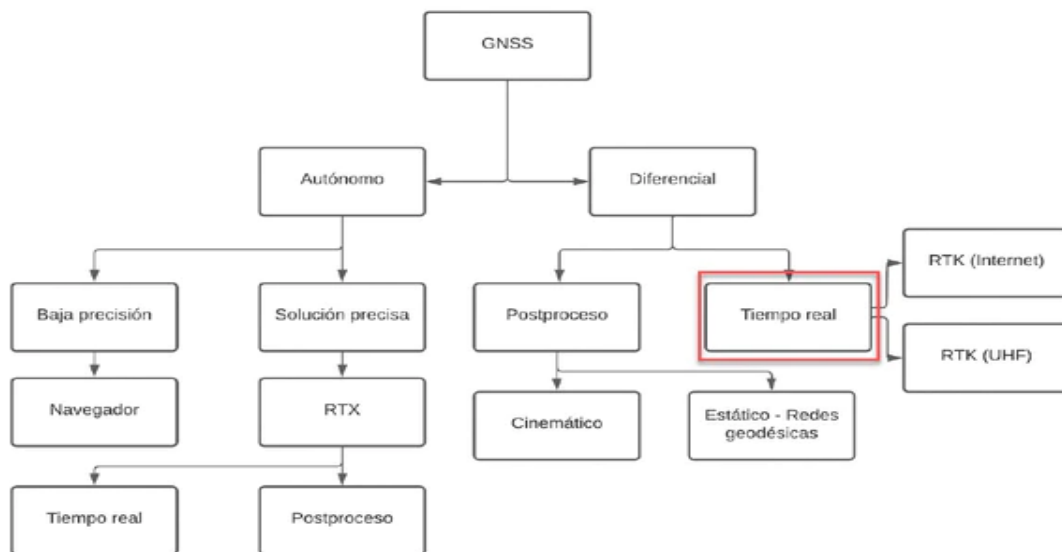 GNSS
Autónomo
Diferencial
RTK (Internet)
Baja precisión
Solución precisa
Postproceso
Tiempo real
RTK (UHF)
Navegador
RTX
Cinemático
Estático - Redes
geodésicas
Tiempo real
Postproceso